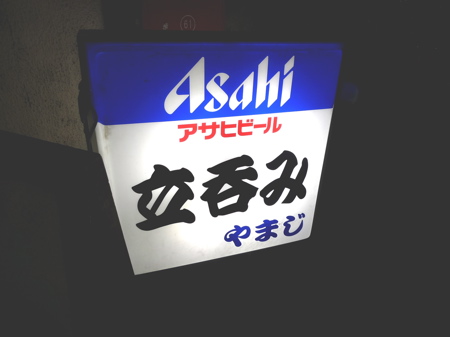 Asahi
アサヒビール
立呑み
やまじ